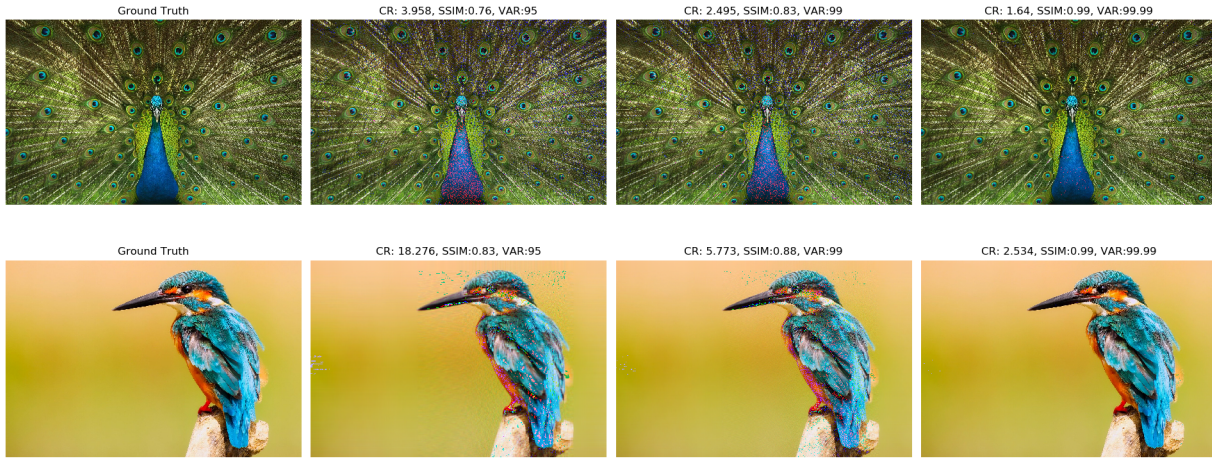 Ground Truth
CR: 3.958, SSIM:0.76, VAR:95
CR: 2.495, SSIM:0.83, VAR:99
CR: 1.64, SSIM:0.99, VAR:99.99
Ground Truth
CR: 18.276, SSIM:0.83, VAR:95
CR: 5.773, SSIM:0.88, VAR:99
CR: 2.534, SSIM:0.99, VAR:99.99